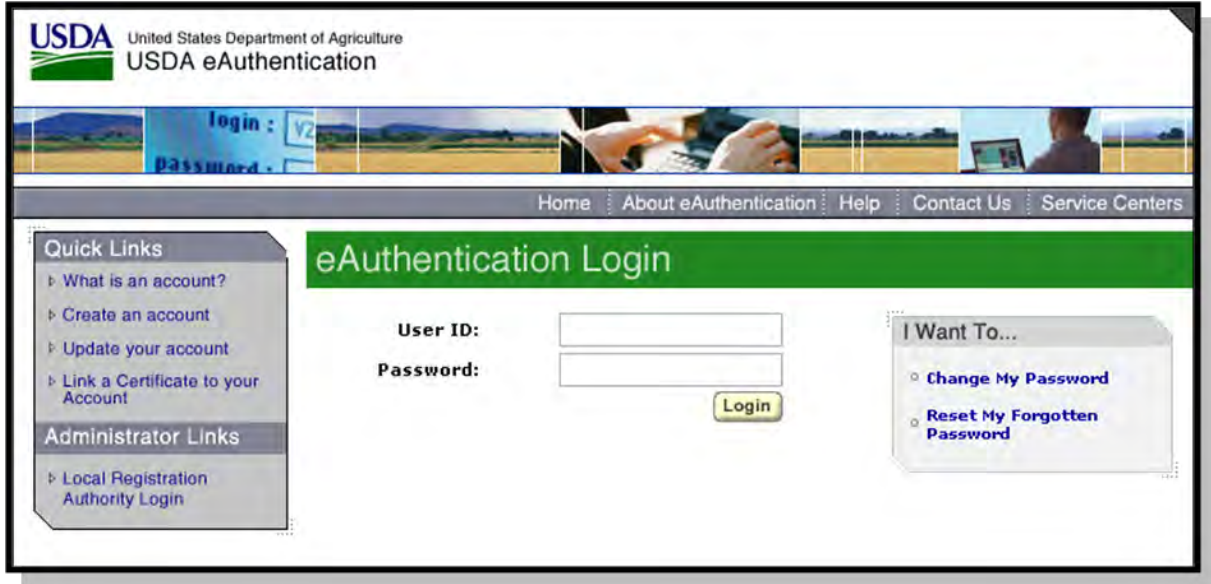 USDA
United States Department of Agriculture
USDA eAuthentication
login :
password :
Home About eAuthentication Help Contact Us Service Centers
Quick Links
What is an account?
Create an account
Update your account
Link a Certificate to your
Account
Administrator Links
Local Registration
Authority Login
eAuthentication Login
User ID:
Password:
Login
I Want To...
Change My Password
Reset My Forgotten
Password